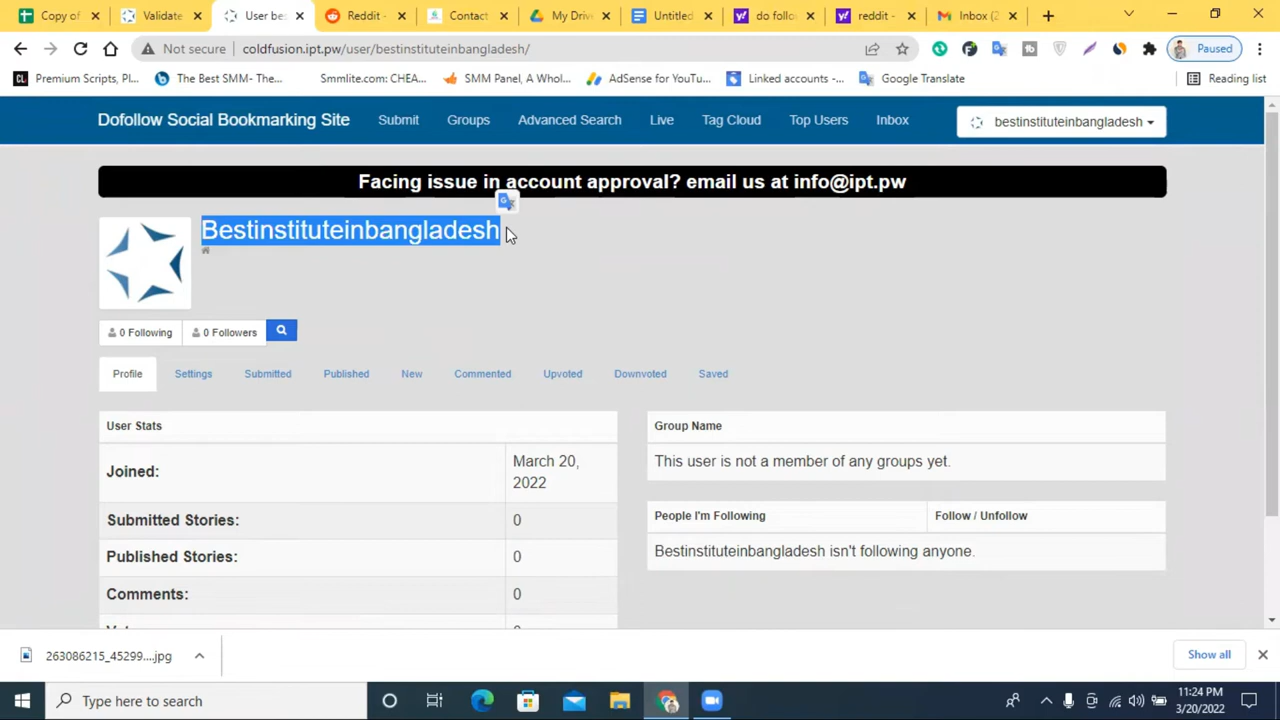 Copy of
Validate
User bes
Reddit -
Contact
My Driv
Untitled
do follo
reddit -
Inbox (2
Not secure
coldfusion.ipt.pw/user/bestinstituteinbangladesh/
Paused
Premium Scripts, Pl...
The Best SMM- The...
Smmlite.com: CHEA...
SMM Panel, A Whol...
AdSense for YouTu...
Linked accounts -...
Google Translate
Reading list
Dofollow Social Bookmarking Site
Submit
Groups
Advanced Search
Live
Tag Cloud
Top Users
Inbox
bestinstituteinbangladesh
Facing issue in account approval? email us at info@ipt.pw
Bestinstituteinbangladesh
0 Following
0 Followers
Profile
Settings
Submitted
Published
New
Commented
Upvoted
Downvoted
Saved
User Stats
Joined:
March 20,
2022
Submitted Stories:
0
Published Stories:
0
Comments:
0
Group Name
This user is not a member of any groups yet.
People I'm Following
Follow / Unfollow
Bestinstituteinbangladesh isn't following anyone.
263086215_45299....jpg
Show all
Type here to search
11:24 PM
3/20/2022